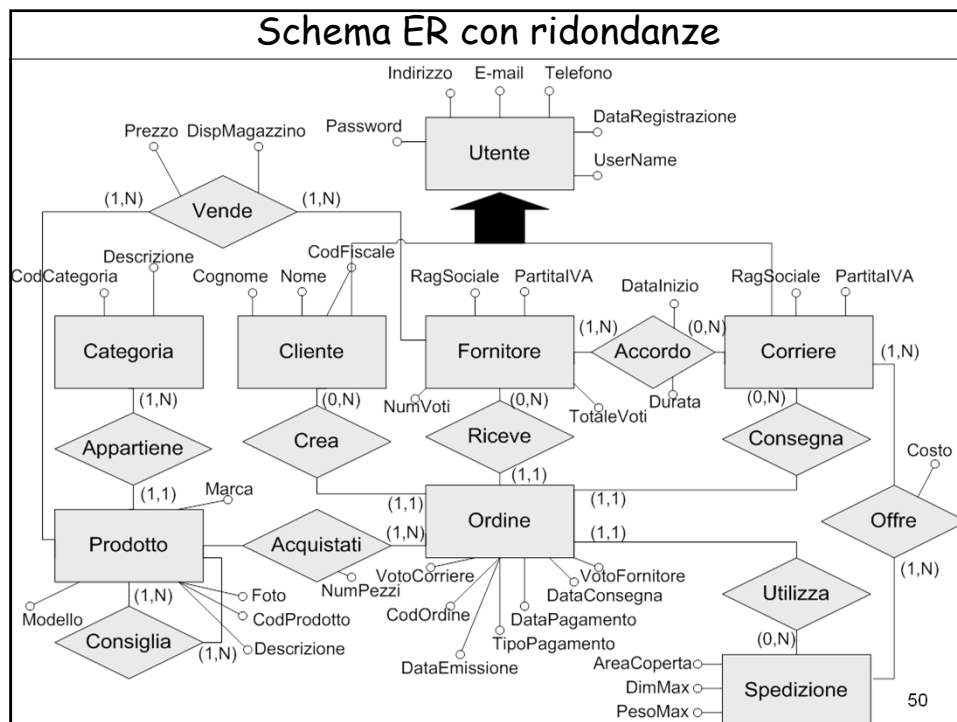 Schema ER con ridondanze
Indirizzo E-mail Telefono
Password
DataRegistrazione
Utente
UserName
Prezzo DispMagazzino
(1,N) (1,N)
Vende
CodFiscale
Descrizione
CodCategoria
Cognome Nome
RagSociale PartitaIVA
DataInizio
RagSociale PartitaIVA
Categoria
Cliente
Fornitore
(1,N) (0,N)
Accordo
Corriere
(1,N)
(1,N)
(0,N)
NumVoti
(0,N)
TotaleVoti
Durata
(0,N)
Appartiene
Crea
Riceve
Consegna
Costo
(1,1)
Marca
(1,1)
(1,1)
(1,1)
Prodotto
Acquistati
(1,N)
Ordine
(1,1)
Offre
NumPezzi
VotoCorriere
VotoFornitore
DataConsegna
(1,N)
Modello
(1,N)
Foto
CodProdotto
CodOrdine
DataPagamento
Utilizza
Consiglia
(1,N)
Descrizione
TipoPagamento
DataEmissione
(0,N)
AreaCoperta
DimMax
PesoMax
Spedizione
50